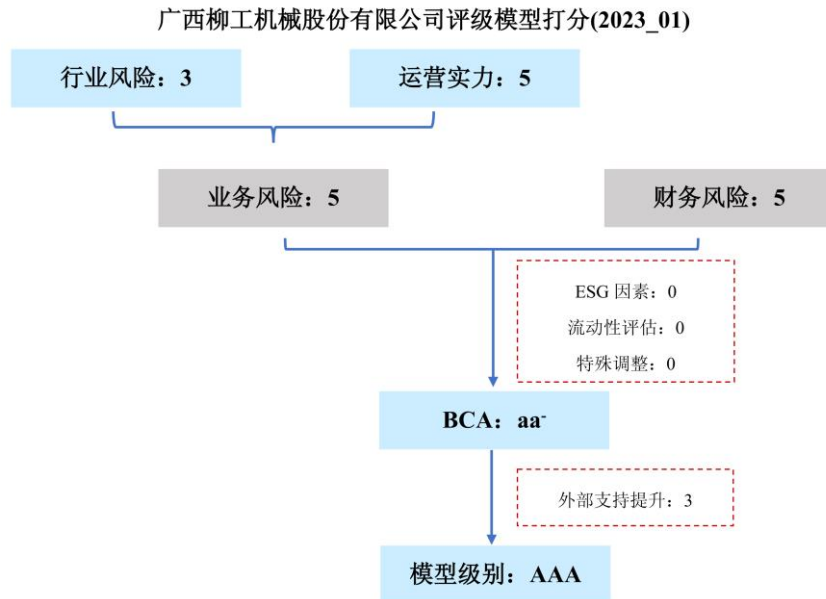 广西柳工机械股份有限公司评级模型打分(2023_01)
行业风险：3
运营实力：5
业务风险：5
财务风险：5
ESG 因素：0
流动性评估：0
特殊调整：0
BCA：aa⁻
外部支持提升：3
模型级别：AAA